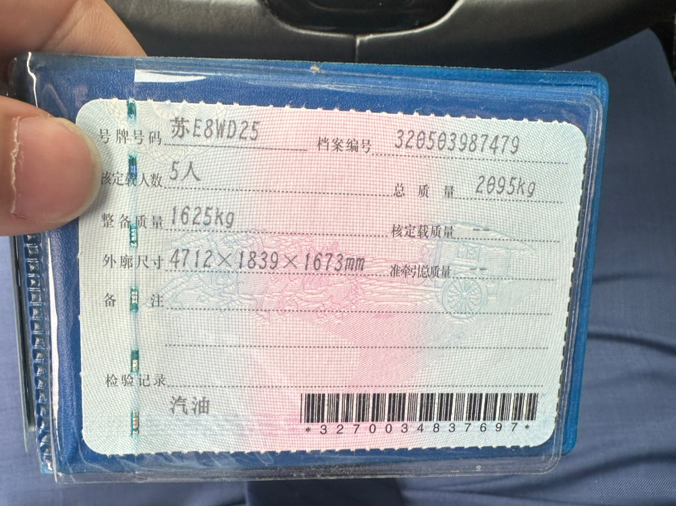 号牌号码 苏E8WD25 档案编号 320503987479
核定载人数 5人 总质量 2095kg
整备质量 1625kg 核定载质量 --
外廓尺寸 4712×1839×1673mm 准牵引总质量 --
备注
检验记录
汽油
*3270034837697*